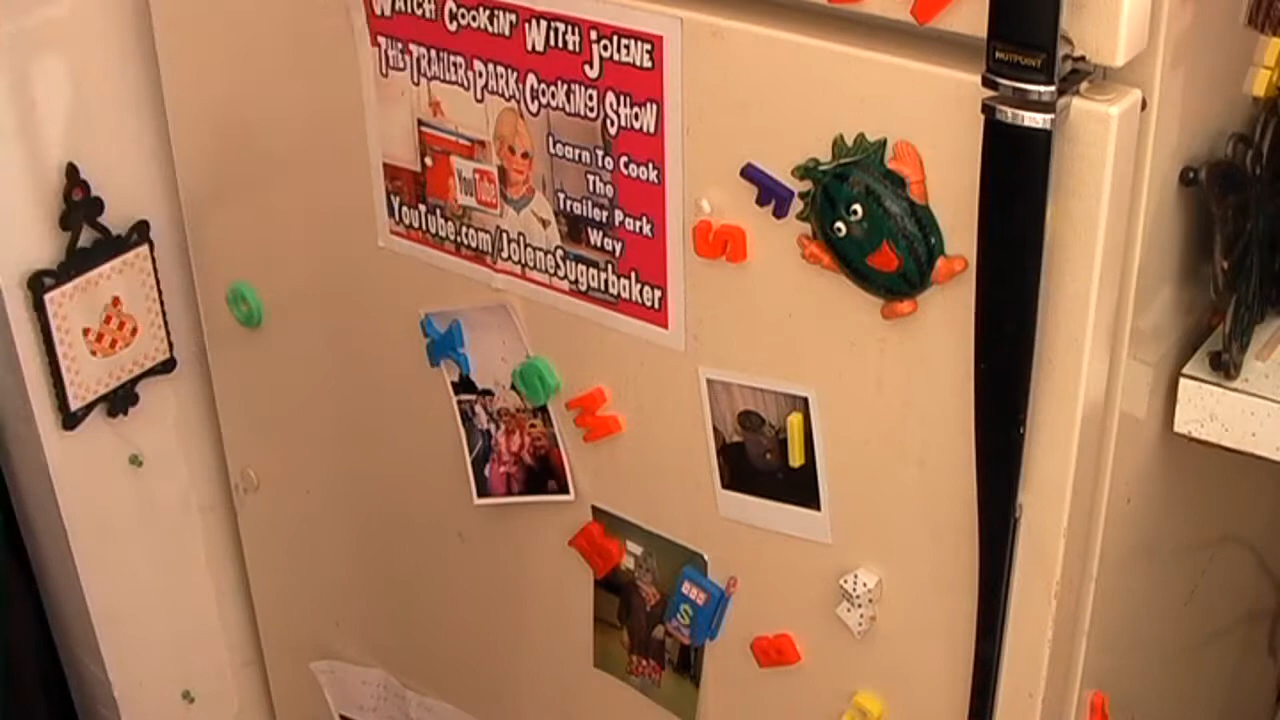 WATCH COOKIN' WITH JOLENE
THE TRAILER PARK COOKING SHOW
Learn To Cook
The
Trailer Park
Way
YouTube
YouTube.com/JoleneSugarbaker
HOTPOINT
F
S
X
M
$